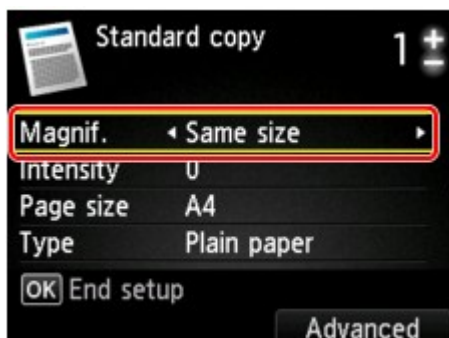 Standard copy 1 + -
Magnif. Same size
Intensity 0
Page size A4
Type Plain paper
OK End setup
Advanced